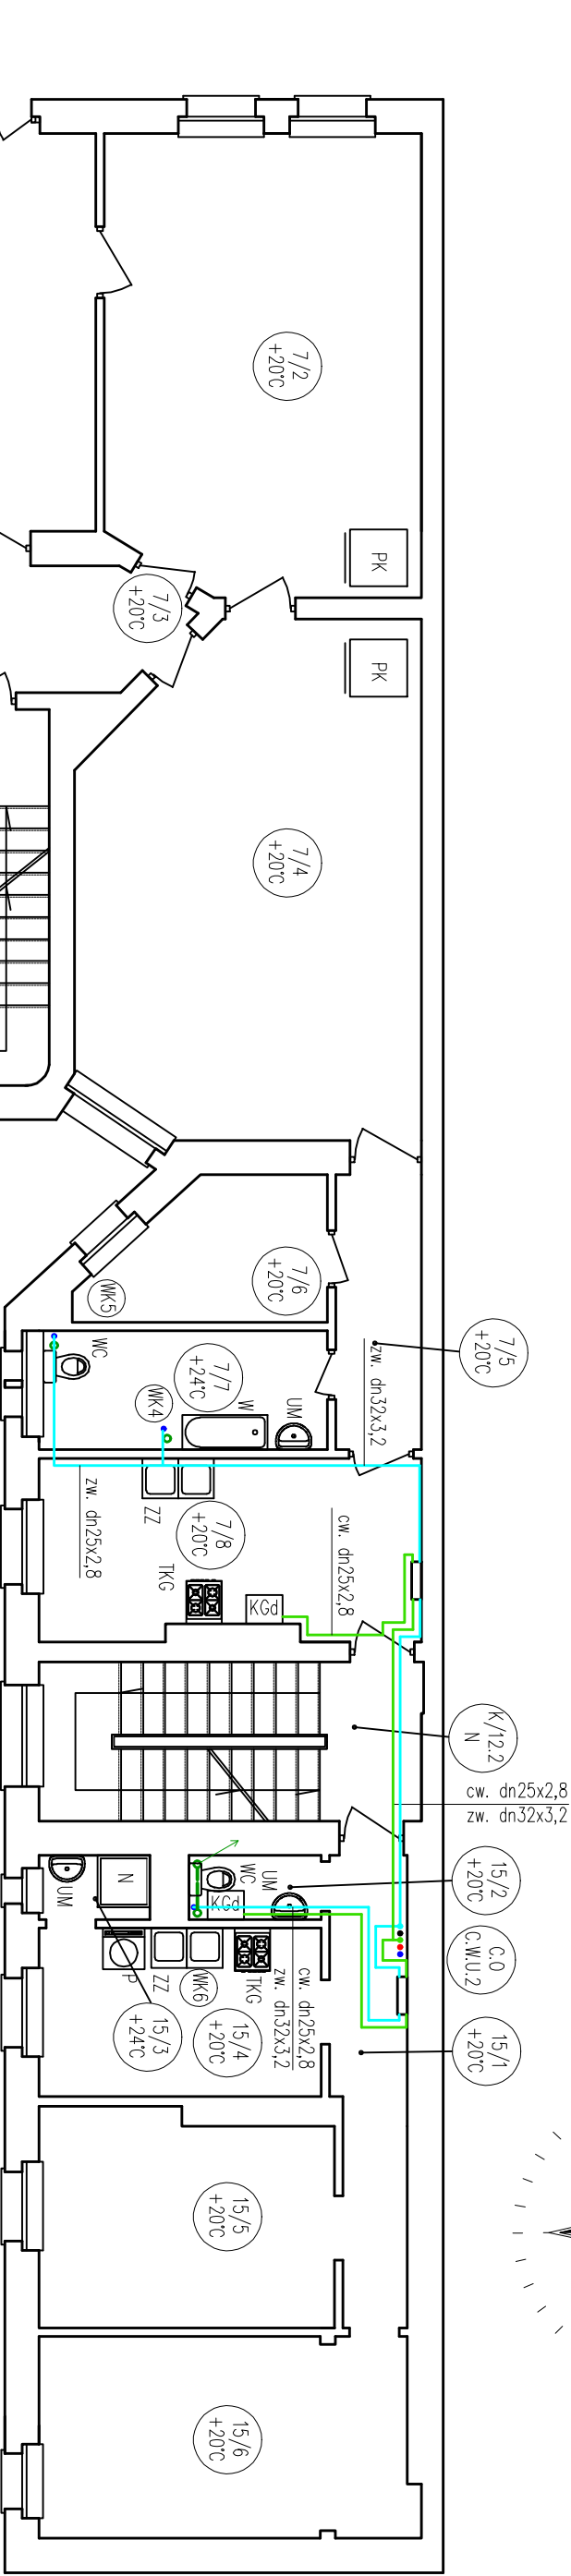 7/2
+20°C
PK
7/3
+20°C
PK
7/4
+20°C
7/6
+20°C
WK5
7/5
+20°C
zw. dn32x3,2
WC
7/7
+24°C
WK4
W
UM
zw. dn25x2,8
ZZ
7/8
+20°C
TKG
KGd
cw. dn25x2,8
K/12.2
N
cw. dn25x2,8
zw. dn32x3,2
15/2
+20°C
UM
N
WC
UM
KGd
C.O
C.W.U.2
P
ZZ
WK6
TKG
cw. dn25x2,8
zw. dn32x3,2
15/3
+24°C
15/4
+20°C
15/1
+20°C
15/5
+20°C
15/6
+20°C